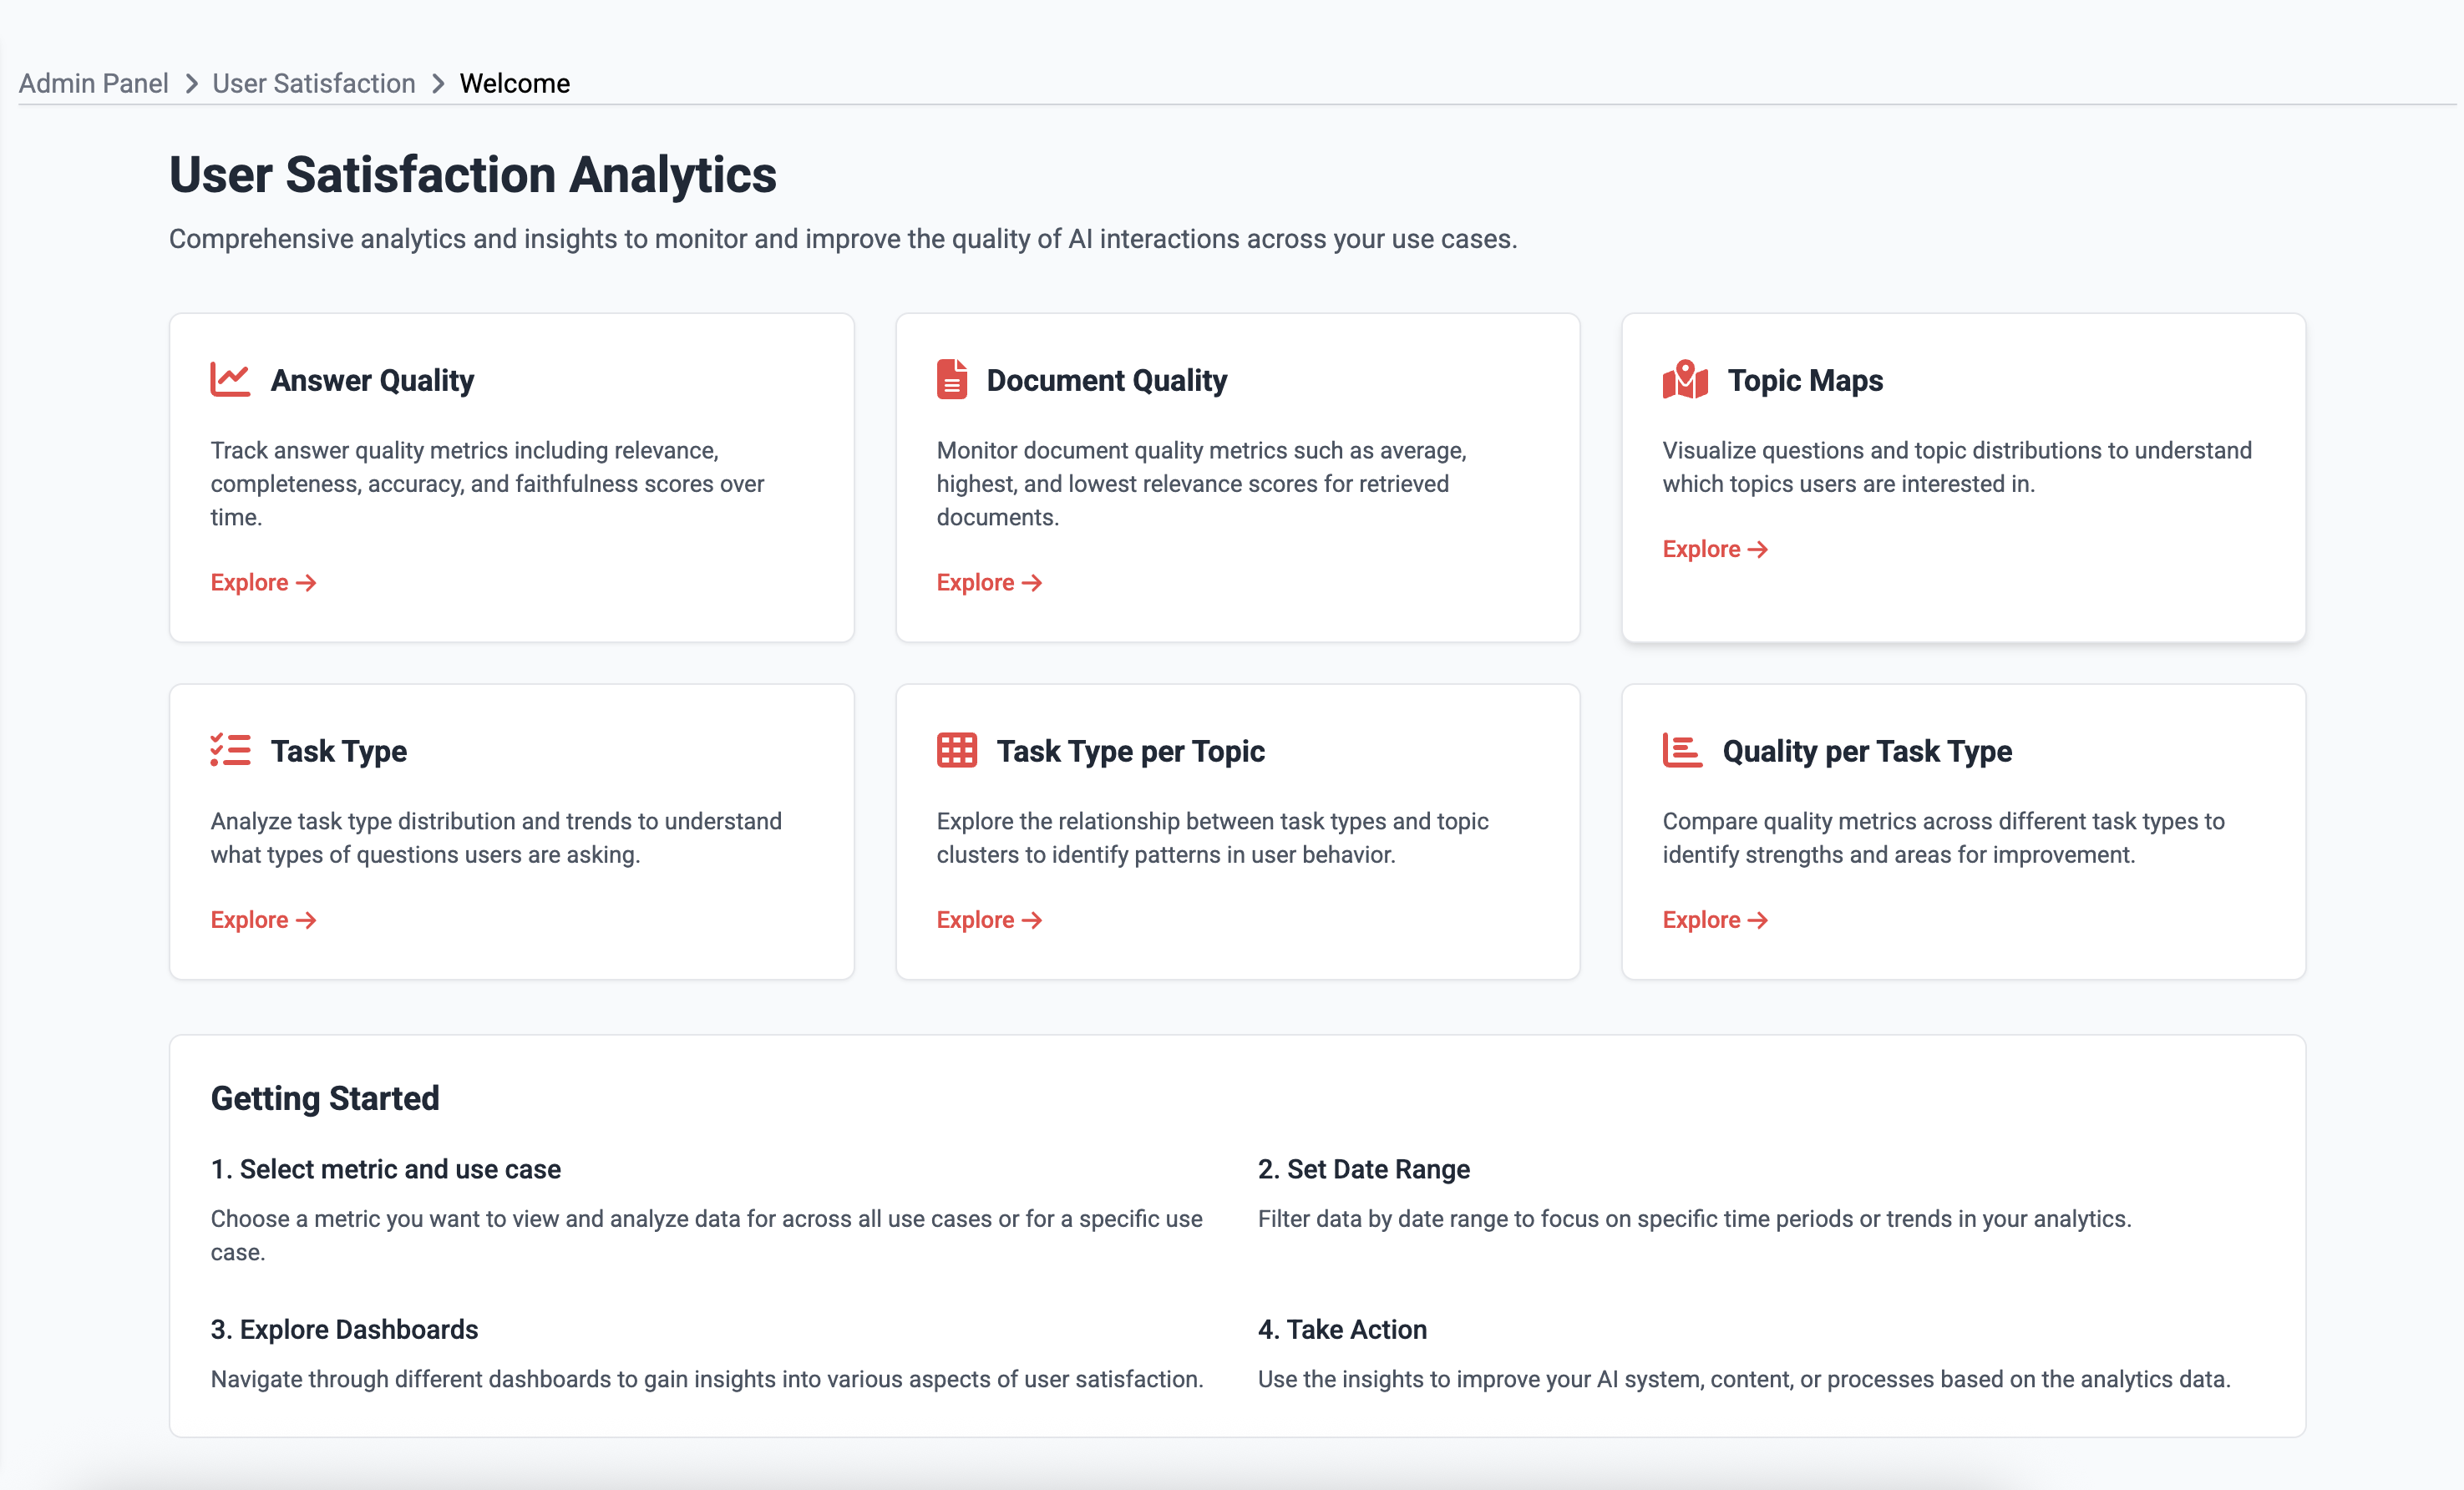 Admin Panel > User Satisfaction > Welcome
User Satisfaction Analytics
Comprehensive analytics and insights to monitor and improve the quality of AI interactions across your use cases.
Answer Quality
Track answer quality metrics including relevance,
completeness, accuracy, and faithfulness scores over
time.
Explore →
Document Quality
Monitor document quality metrics such as average,
highest, and lowest relevance scores for retrieved
documents.
Explore →
Topic Maps
Visualize questions and topic distributions to understand
which topics users are interested in.
Explore →
Task Type
Analyze task type distribution and trends to understand
what types of questions users are asking.
Explore →
Task Type per Topic
Explore the relationship between task types and topic
clusters to identify patterns in user behavior.
Explore →
Quality per Task Type
Compare quality metrics across different task types to
identify strengths and areas for improvement.
Explore →
Getting Started
1. Select metric and use case
Choose a metric you want to view and analyze data for across all use cases or for a specific use
case.
2. Set Date Range
Filter data by date range to focus on specific time periods or trends in your analytics.
3. Explore Dashboards
Navigate through different dashboards to gain insights into various aspects of user satisfaction.
4. Take Action
Use the insights to improve your AI system, content, or processes based on the analytics data.